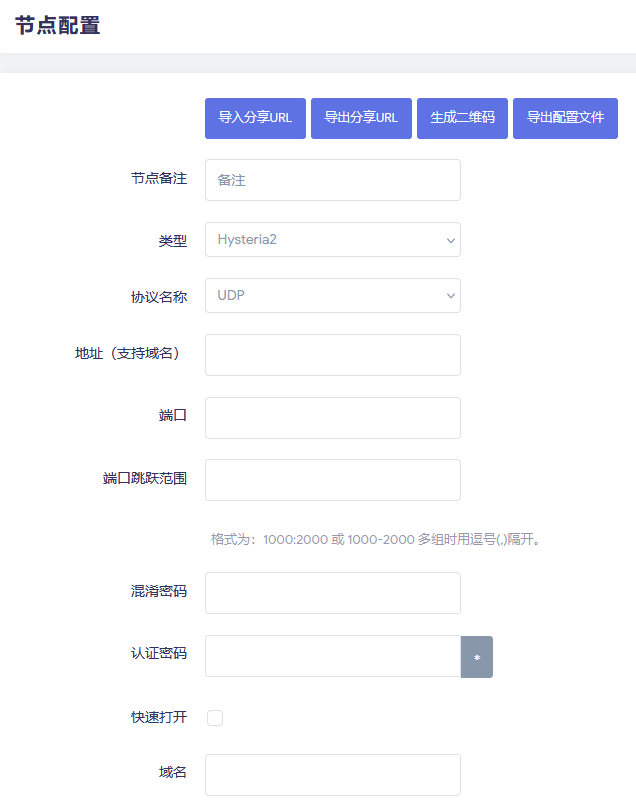 节点配置
导入分享URL 导出分享URL 生成二维码 导出配置文件
节点备注 备注
类型 Hysteria2
协议名称 UDP
地址（支持域名）
端口
端口跳跃范围
格式为：1000:2000 或 1000-2000 多组时用逗号(,)隔开。
混淆密码
认证密码 *
快速打开
域名